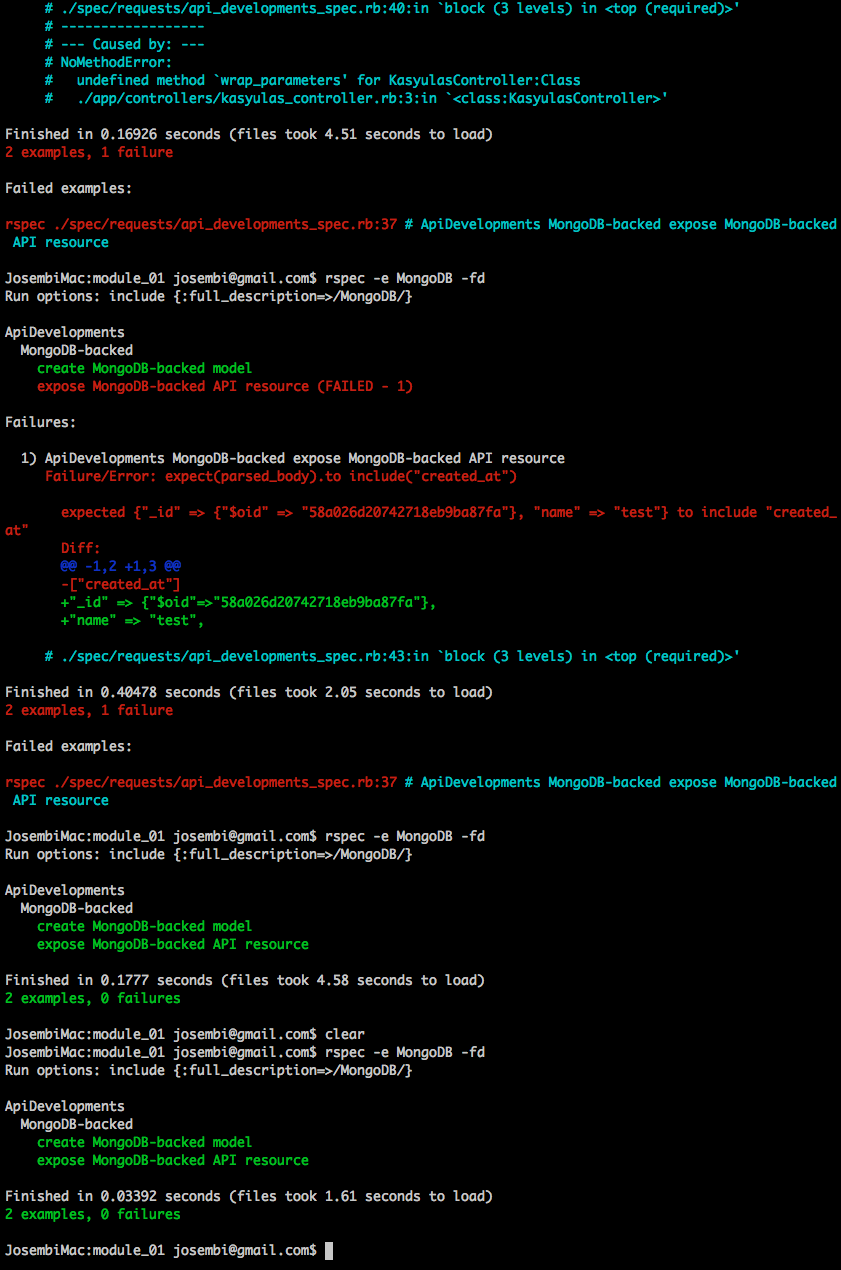 # ./spec/requests/api_developments_spec.rb:40:in `block (3 levels) in <top (required)>'
# ------------------
# --- Caused by: ---
# NoMethodError:
#   undefined method `wrap_parameters' for KasyulasController:Class
#   ./app/controllers/kasyulas_controller.rb:3:in `<class:KasyulasController>'
Finished in 0.16926 seconds (files took 4.51 seconds to load)
2 examples, 1 failure
Failed examples:
rspec ./spec/requests/api_developments_spec.rb:37 # ApiDevelopments MongoDB-backed expose MongoDB-backed
API resource
JosembiMac:module_01 josembi@gmail.com$ rspec -e MongoDB -fd
Run options: include {:full_description=>/MongoDB/}
ApiDevelopments
MongoDB-backed
create MongoDB-backed model
expose MongoDB-backed API resource (FAILED - 1)
Failures:
1) ApiDevelopments MongoDB-backed expose MongoDB-backed API resource
Failure/Error: expect(parsed_body).to include("created_at")
expected {"_id" => {"$oid" => "58a026d20742718eb9ba87fa"}, "name" => "test"} to include "created_
at"
Diff:
@@ -1,2 +1,3 @@
-["created_at"]
+"_id" => {"$oid"=>"58a026d20742718eb9ba87fa"},
+"name" => "test",
# ./spec/requests/api_developments_spec.rb:43:in `block (3 levels) in <top (required)>'
Finished in 0.40478 seconds (files took 2.05 seconds to load)
2 examples, 1 failure
Failed examples:
rspec ./spec/requests/api_developments_spec.rb:37 # ApiDevelopments MongoDB-backed expose MongoDB-backed
API resource
JosembiMac:module_01 josembi@gmail.com$ rspec -e MongoDB -fd
Run options: include {:full_description=>/MongoDB/}
ApiDevelopments
MongoDB-backed
create MongoDB-backed model
expose MongoDB-backed API resource
Finished in 0.1777 seconds (files took 4.58 seconds to load)
2 examples, 0 failures
JosembiMac:module_01 josembi@gmail.com$ clear
JosembiMac:module_01 josembi@gmail.com$ rspec -e MongoDB -fd
Run options: include {:full_description=>/MongoDB/}
ApiDevelopments
MongoDB-backed
create MongoDB-backed model
expose MongoDB-backed API resource
Finished in 0.03392 seconds (files took 1.61 seconds to load)
2 examples, 0 failures
JosembiMac:module_01 josembi@gmail.com$